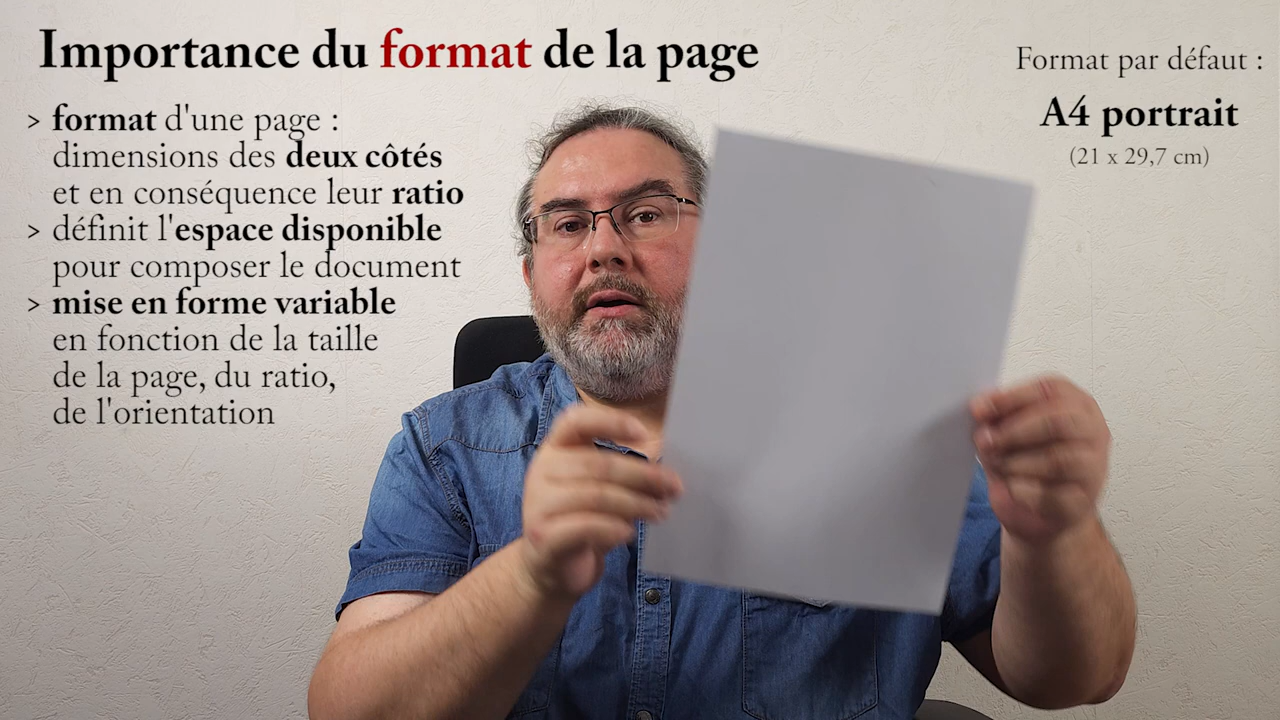 Importance du format de la page
> format d'une page :
dimensions des deux côtés
et en conséquence leur ratio
> définit l'espace disponible
pour composer le document
> mise en forme variable
en fonction de la taille
de la page, du ratio,
de l'orientation
Format par défaut :
A4 portrait
(21 x 29,7 cm)